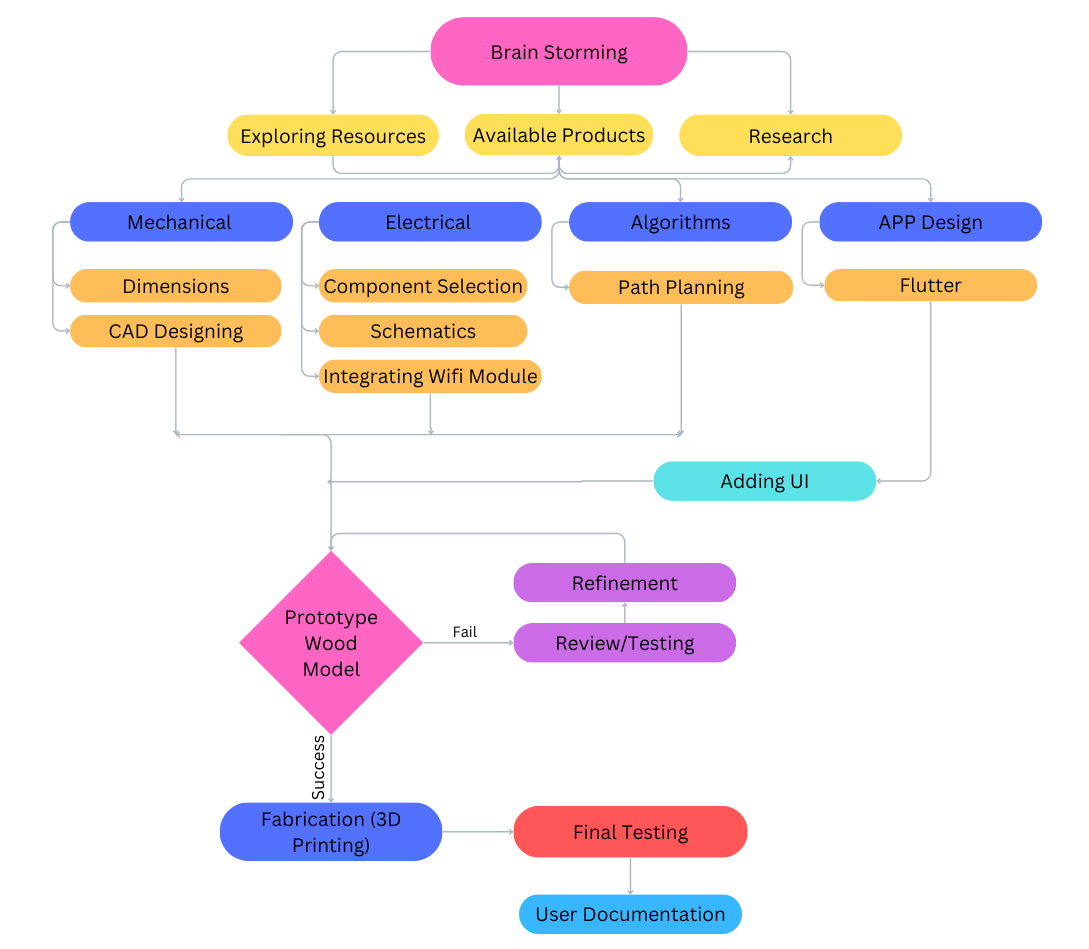 Brain Storming
Exploring Resources
Available Products
Research
Mechanical
Electrical
Algorithms
APP Design
Dimensions
Component Selection
Path Planning
Flutter
CAD Designing
Schematics
Integrating Wifi Module
Adding UI
Refinement
Prototype
Wood
Model
Fail
Review/Testing
Success
Fabrication (3D
Printing)
Final Testing
User Documentation